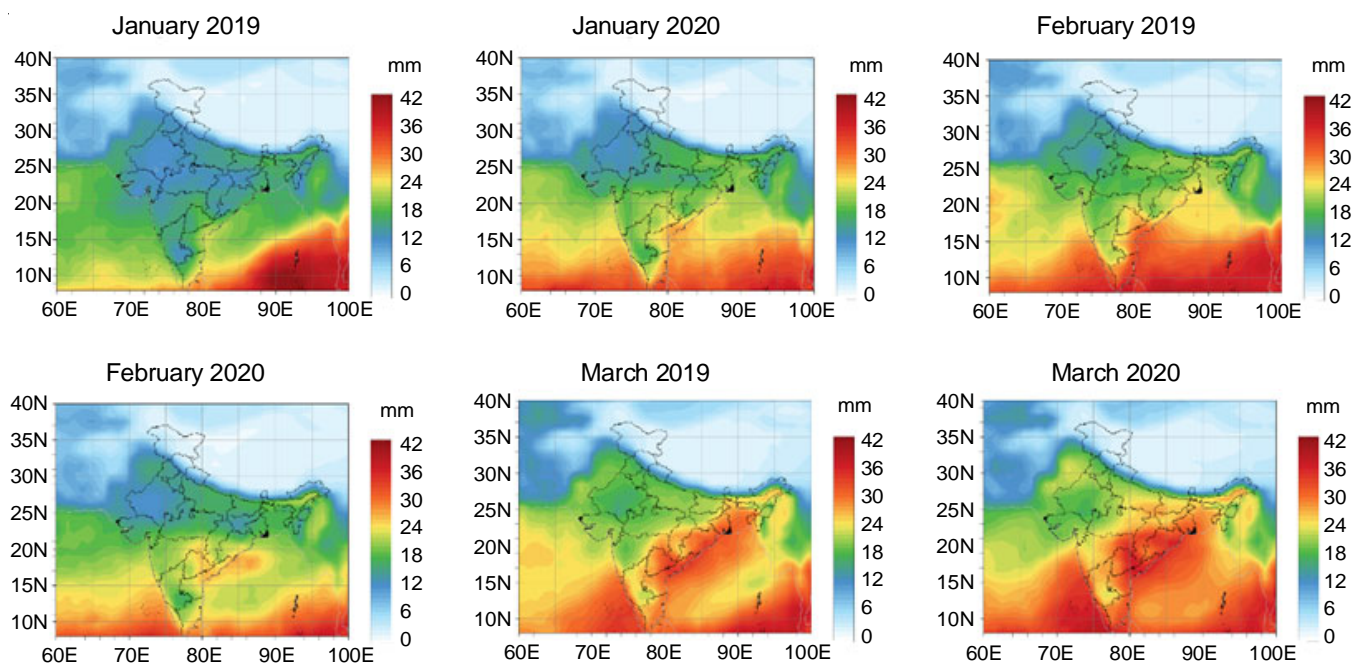 January 2019
January 2020
February 2019
40N
35N
30N
25N
20N
15N
10N
60E 70E 80E 90E 100E
mm
42
36
30
24
18
12
6
0
40N
35N
30N
25N
20N
15N
10N
60E 70E 80E 90E 100E
mm
42
36
30
24
18
12
6
0
40N
35N
30N
25N
20N
15N
10N
60E 70E 80E 90E 100E
mm
42
36
30
24
18
12
6
0
February 2020
March 2019
March 2020
40N
35N
30N
25N
20N
15N
10N
60E 70E 80E 90E 100E
mm
42
36
30
24
18
12
6
0
40N
35N
30N
25N
20N
15N
10N
60E 70E 80E 90E 100E
mm
42
36
30
24
18
12
6
0
40N
35N
30N
25N
20N
15N
10N
60E 70E 80E 90E 100E
mm
42
36
30
24
18
12
6
0